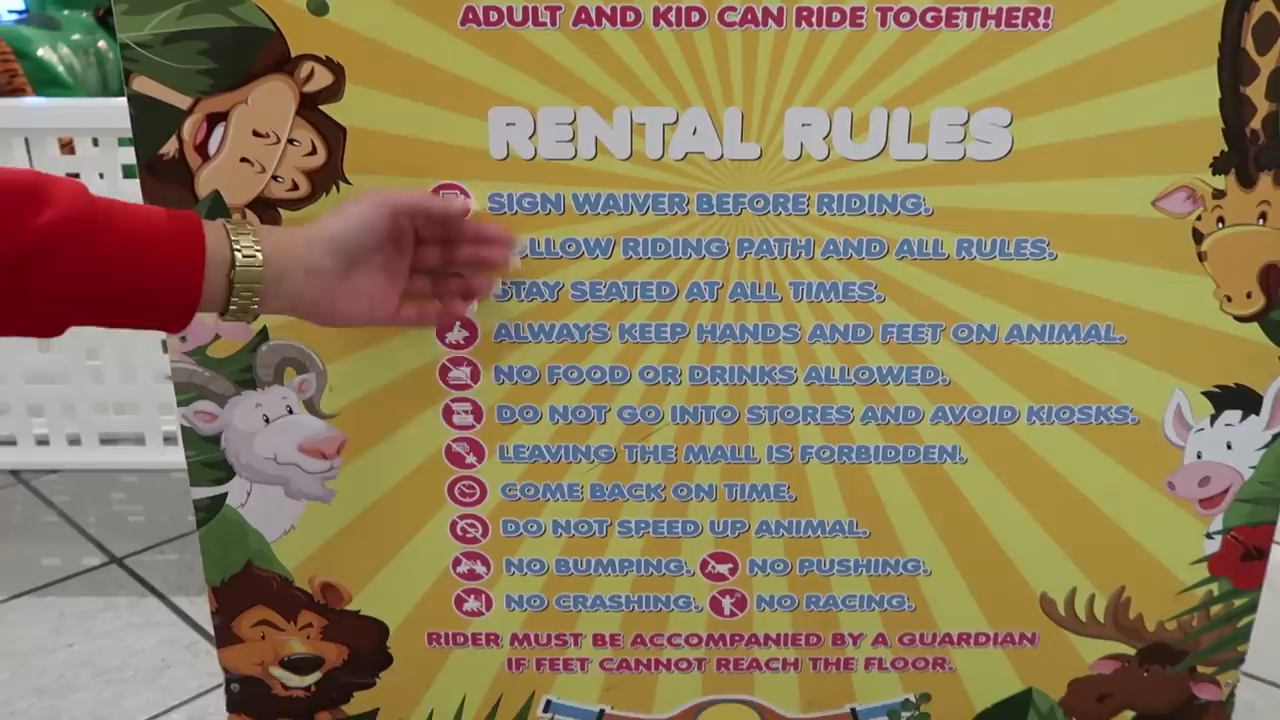 ADULT AND KID CAN RIDE TOGETHER!
RENTAL RULES
SIGN WAIVER BEFORE RIDING.
OLLOW RIDING PATH AND ALL RULES.
STAY SEATED AT ALL TIMES.
ALWAYS KEEP HANDS AND FEET ON ANIMAL.
NO FOOD OR DRINKS ALLOWED.
DO NOT GO INTO STORES AND AVOID KIOSKS.
LEAVING THE MALL IS FORBIDDEN.
COME BACK ON TIME.
DO NOT SPEED UP ANIMAL.
NO BUMPING. NO PUSHING.
NO CRASHING. NO RACING.
RIDER MUST BE ACCOMPANIED BY A GUARDIAN
IF FEET CANNOT REACH THE FLOOR.